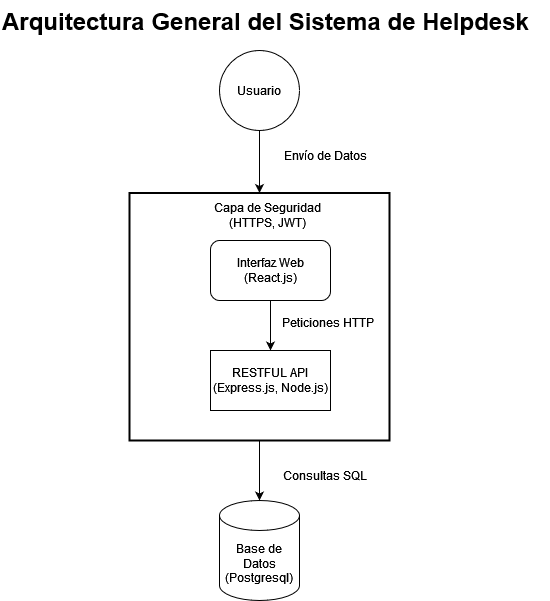 Arquitectura General del Sistema de Helpdesk
Usuario
Envío de Datos
Capa de Seguridad
(HTTPS, JWT)
Interfaz Web
(React.js)
Peticiones HTTP
RESTFUL API
(Express.js, Node.js)
Consultas SQL
Base de
Datos
(Postgresql)